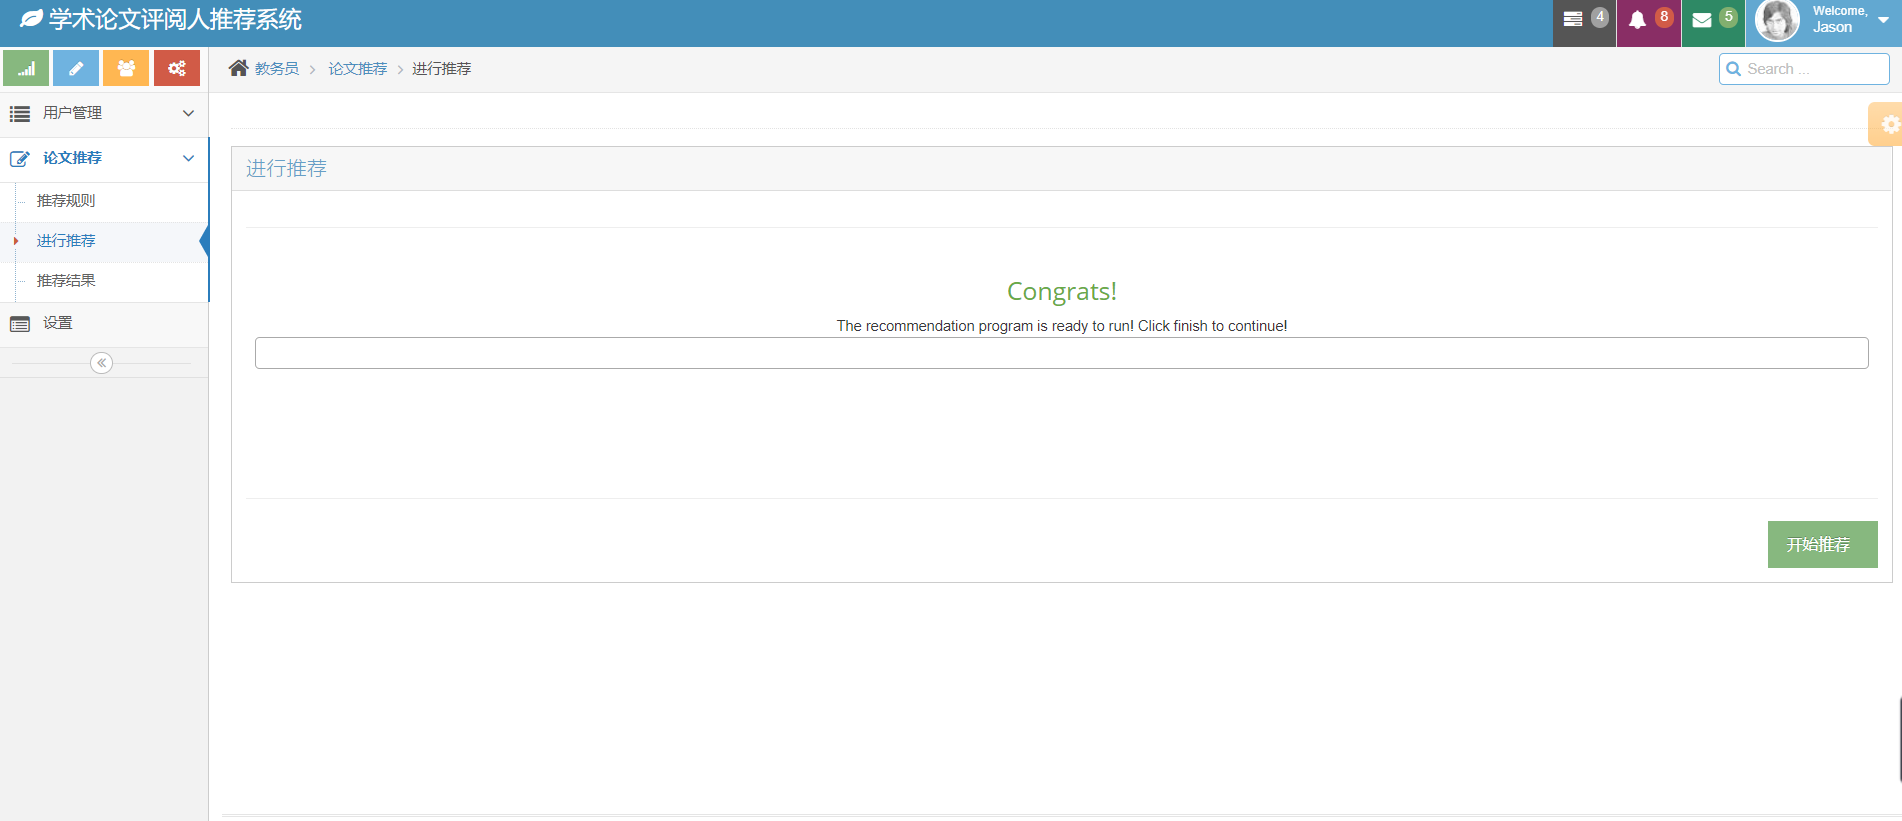 学术论文评阅人推荐系统
4
8
5
Welcome,
Jason
教务员
论文推荐
进行推荐
Search ...
用户管理
论文推荐
推荐规则
进行推荐
推荐结果
设置
进行推荐
Congrats!
The recommendation program is ready to run! Click finish to continue!
开始推荐